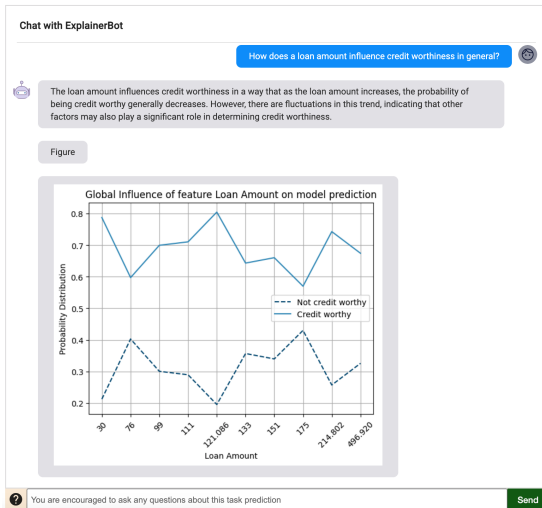 Chat with ExplainerBot
How does a loan amount influence credit worthiness in general?
The loan amount influences credit worthiness in a way that as the loan amount increases, the probability of
being credit worthy generally decreases. However, there are fluctuations in this trend, indicating that other
factors may also play a significant role in determining credit worthiness.
Figure
Global Influence of feature Loan Amount on model prediction
Probability Distribution
0.8
0.7
0.6
0.5
0.4
0.3
0.2
Not credit worthy
Credit worthy
30 76 99 111 121.086 133 151 175 214.802 496.920
Loan Amount
? You are encouraged to ask any questions about this task prediction Send